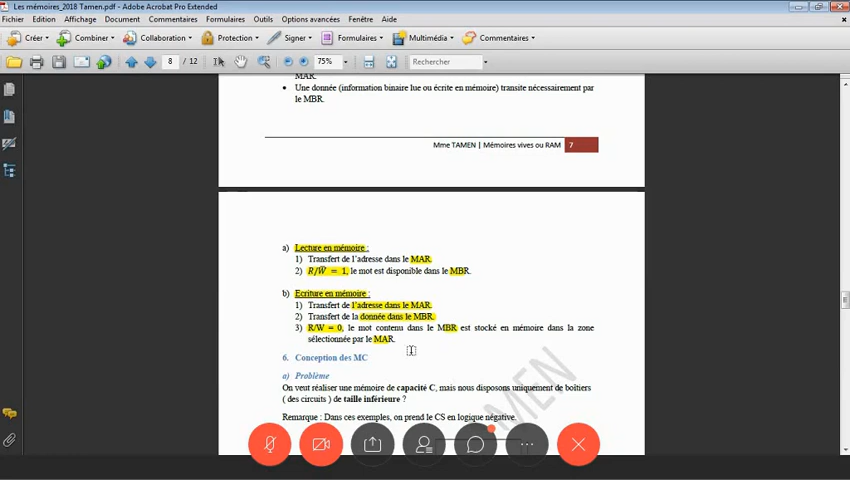 Les mémoires_2018 Tamen.pdf - Adobe Acrobat Pro Extended
Fichier Edition Affichage Document Commentaires Formulaires Outils Options avancées Fenêtre Aide
Créer Combiner Collaboration Protection Signer Formulaires Multimédia Commentaires
8 / 12 75% Rechercher
MAR.
• Une donnée (information binaire lue ou écrite en mémoire) transite nécessairement par
le MBR.
Mme TAMEN | Mémoires vives ou RAM 7
a) Lecture en mémoire :
1) Transfert de l'adresse dans le MAR.
2) R/W̅ = 1, le mot est disponible dans le MBR.
b) Ecriture en mémoire :
1) Transfert de l'adresse dans le MAR.
2) Transfert de la donnée dans le MBR.
3) R/W = 0, le mot contenu dans le MBR est stocké en mémoire dans la zone
sélectionnée par le MAR.
6. Conception des MC
a) Problème
On veut réaliser une mémoire de capacité C, mais nous disposons uniquement de boîtiers
( des circuits ) de taille inférieure ?
Remarque : Dans ces exemples, on prend le CS en logique négative.